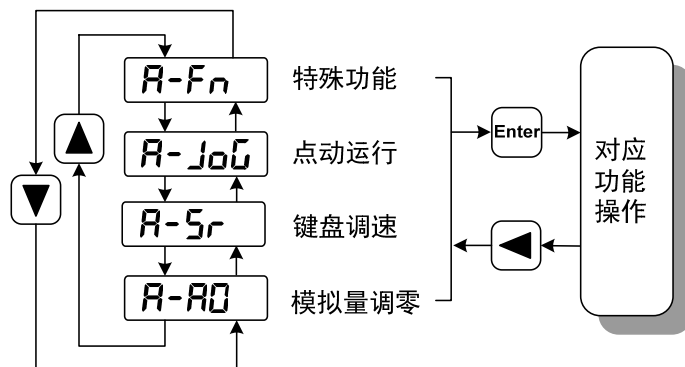 A-Fn 特殊功能
A-JoG 点动运行
A-Sr 键盘调速
A-A0 模拟量调零
Enter
对应
功能
操作